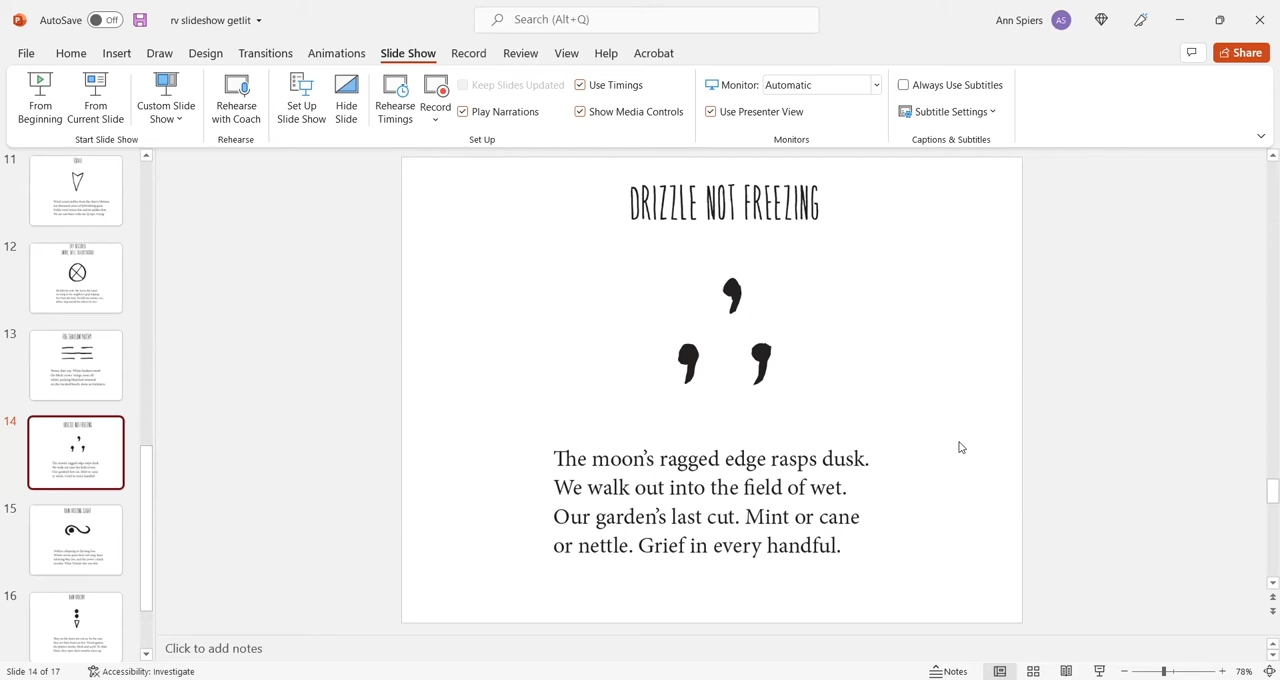 AutoSave Off rv slideshow getlit Search (Alt+Q) Ann Spiers AS
File Home Insert Draw Design Transitions Animations Slide Show Record Review View Help Acrobat Share
From Beginning From Current Slide Custom Slide Show Rehearse with Coach Set Up Slide Show Hide Slide Rehearse Timings Record Keep Slides Updated Use Timings Monitor: Automatic Always Use Subtitles
Play Narrations Show Media Controls Use Presenter View Subtitle Settings
Start Slide Show Rehearse Set Up Monitors Captions & Subtitles
11
12
13
14
15
16
DRIZZLE NOT FREEZING
The moon's ragged edge rasps dusk.
We walk out into the field of wet.
Our garden's last cut. Mint or cane
or nettle. Grief in every handful.
Click to add notes
Slide 14 of 17 Accessibility: Investigate Notes 78%